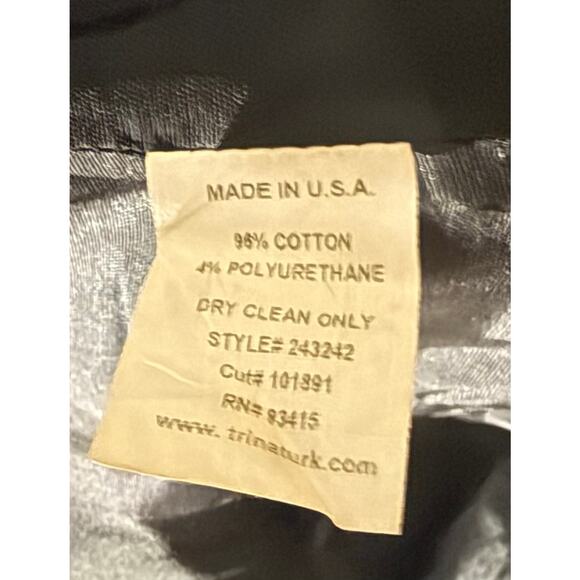 MADE IN U.S.A.
96% COTTON
4% POLYURETHANE
DRY CLEAN ONLY
STYLE# 243242
Cut# 101891
RN# 93415
www.trinaturk.com